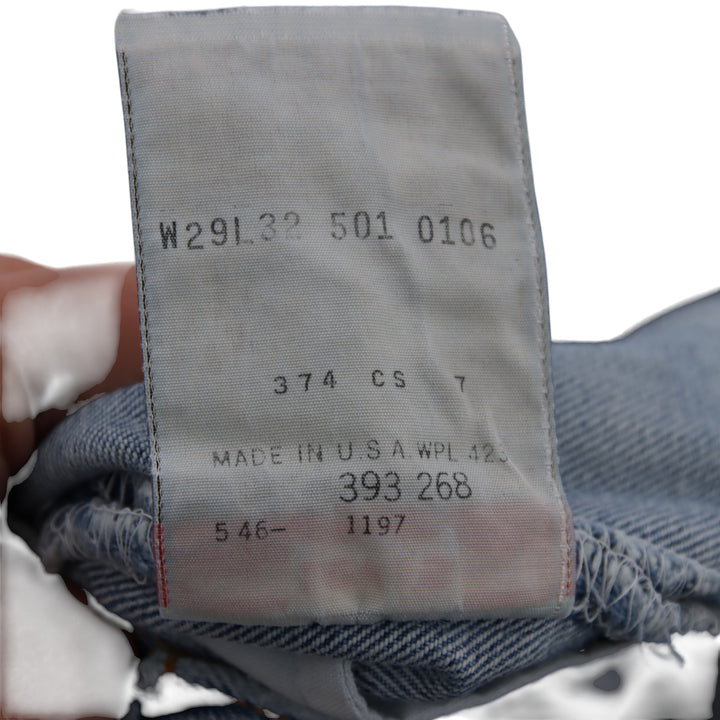 W29L32 501 0106
374 CS 7
MADE IN U.S.A. WPL 423
393 268
546- 1197